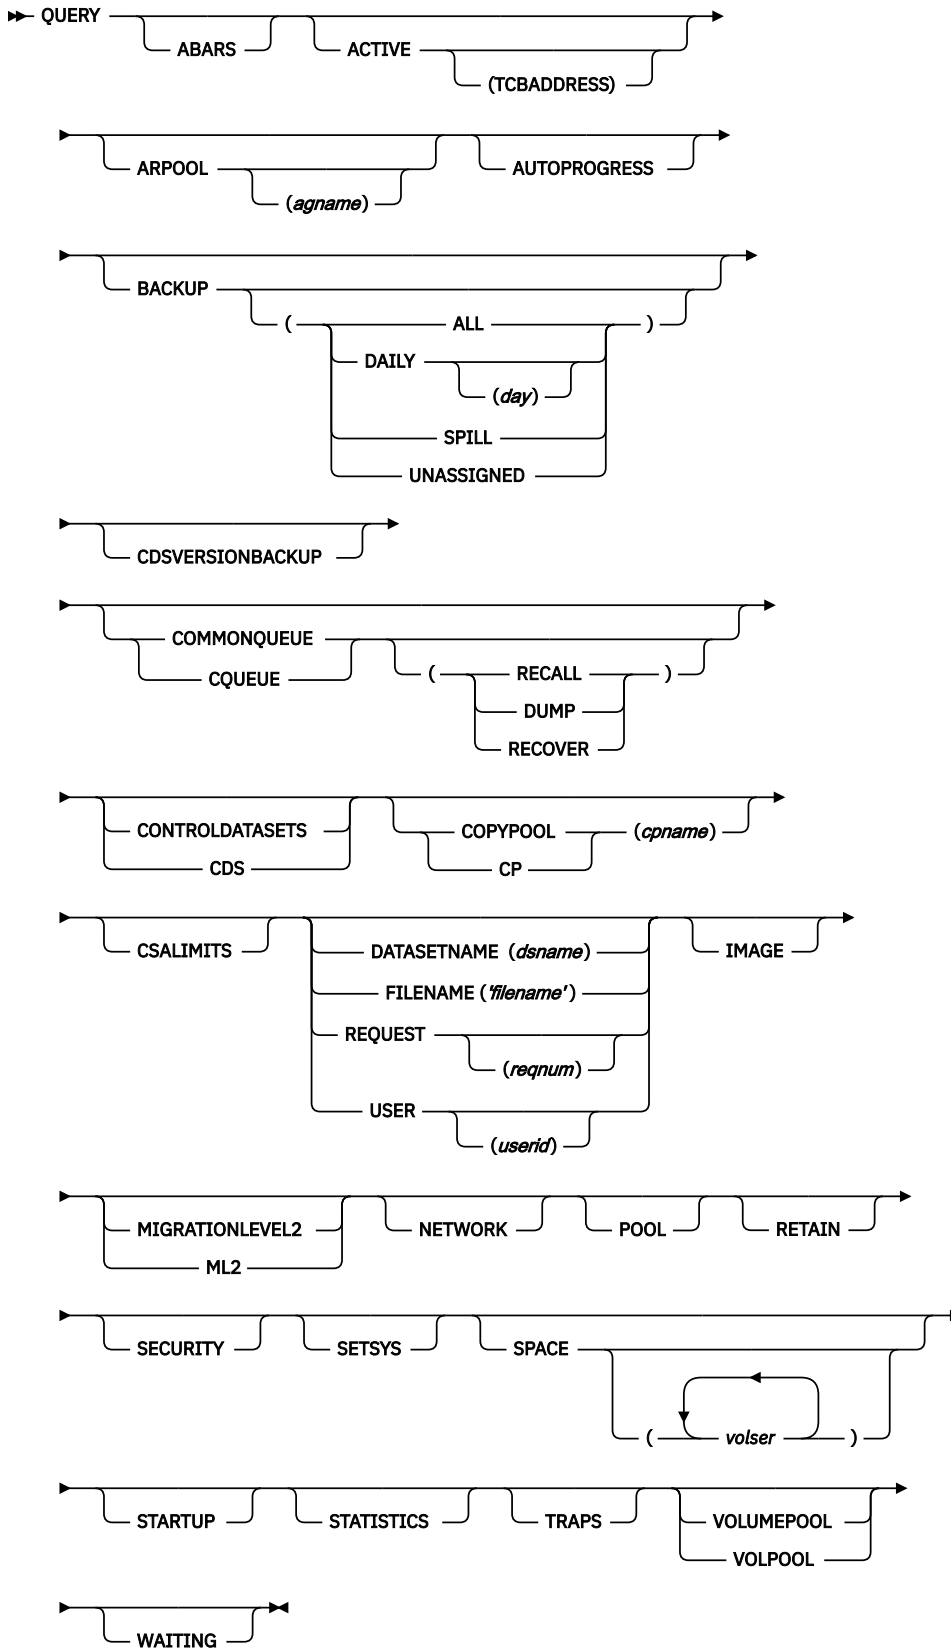 QUERY
ABARS
ACTIVE
(TCBADDRESS)
ARPOOL
(agname)
AUTOPROGRESS
BACKUP
( ALL )
DAILY
(day)
SPILL
UNASSIGNED
CDSVERSIONBACKUP
COMMONQUEUE
CQUEUE
( RECALL )
DUMP
RECOVER
CONTROLDATASETS
CDS
COPYPOOL (cpname)
CP
CSALIMITS
DATASETNAME (dsname)
FILENAME ('filename')
REQUEST
(reqnum)
USER
(userid)
IMAGE
MIGRATIONLEVEL2
ML2
NETWORK
POOL
RETAIN
SECURITY
SETSYS
SPACE
( volser )
STARTUP
STATISTICS
TRAPS
VOLUMEPOOL
VOLPOOL
WAITING